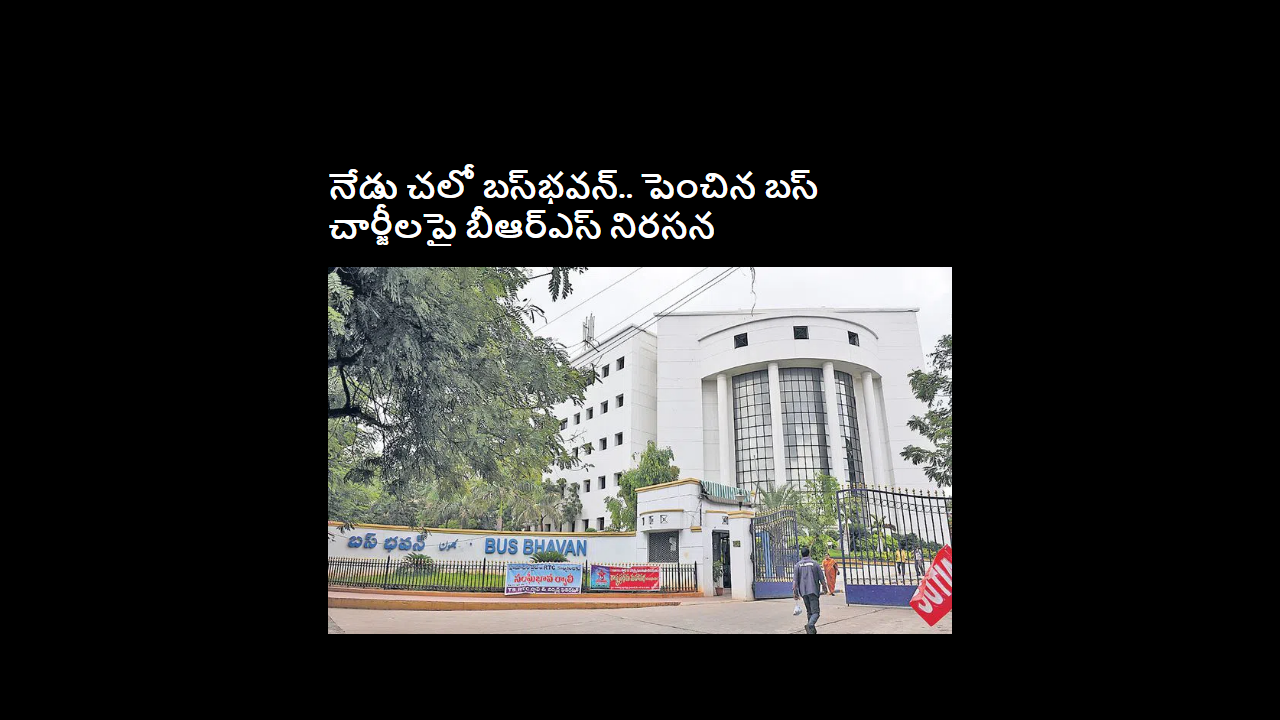 నేడు చలో బస్‌భవన్‌.. పెంచిన బస్
చార్జీలపై బీఆర్‌ఎస్ నిరసన
బస్ భవన్
BUS BHAVAN
సంఘీభావ ర్యాలీ